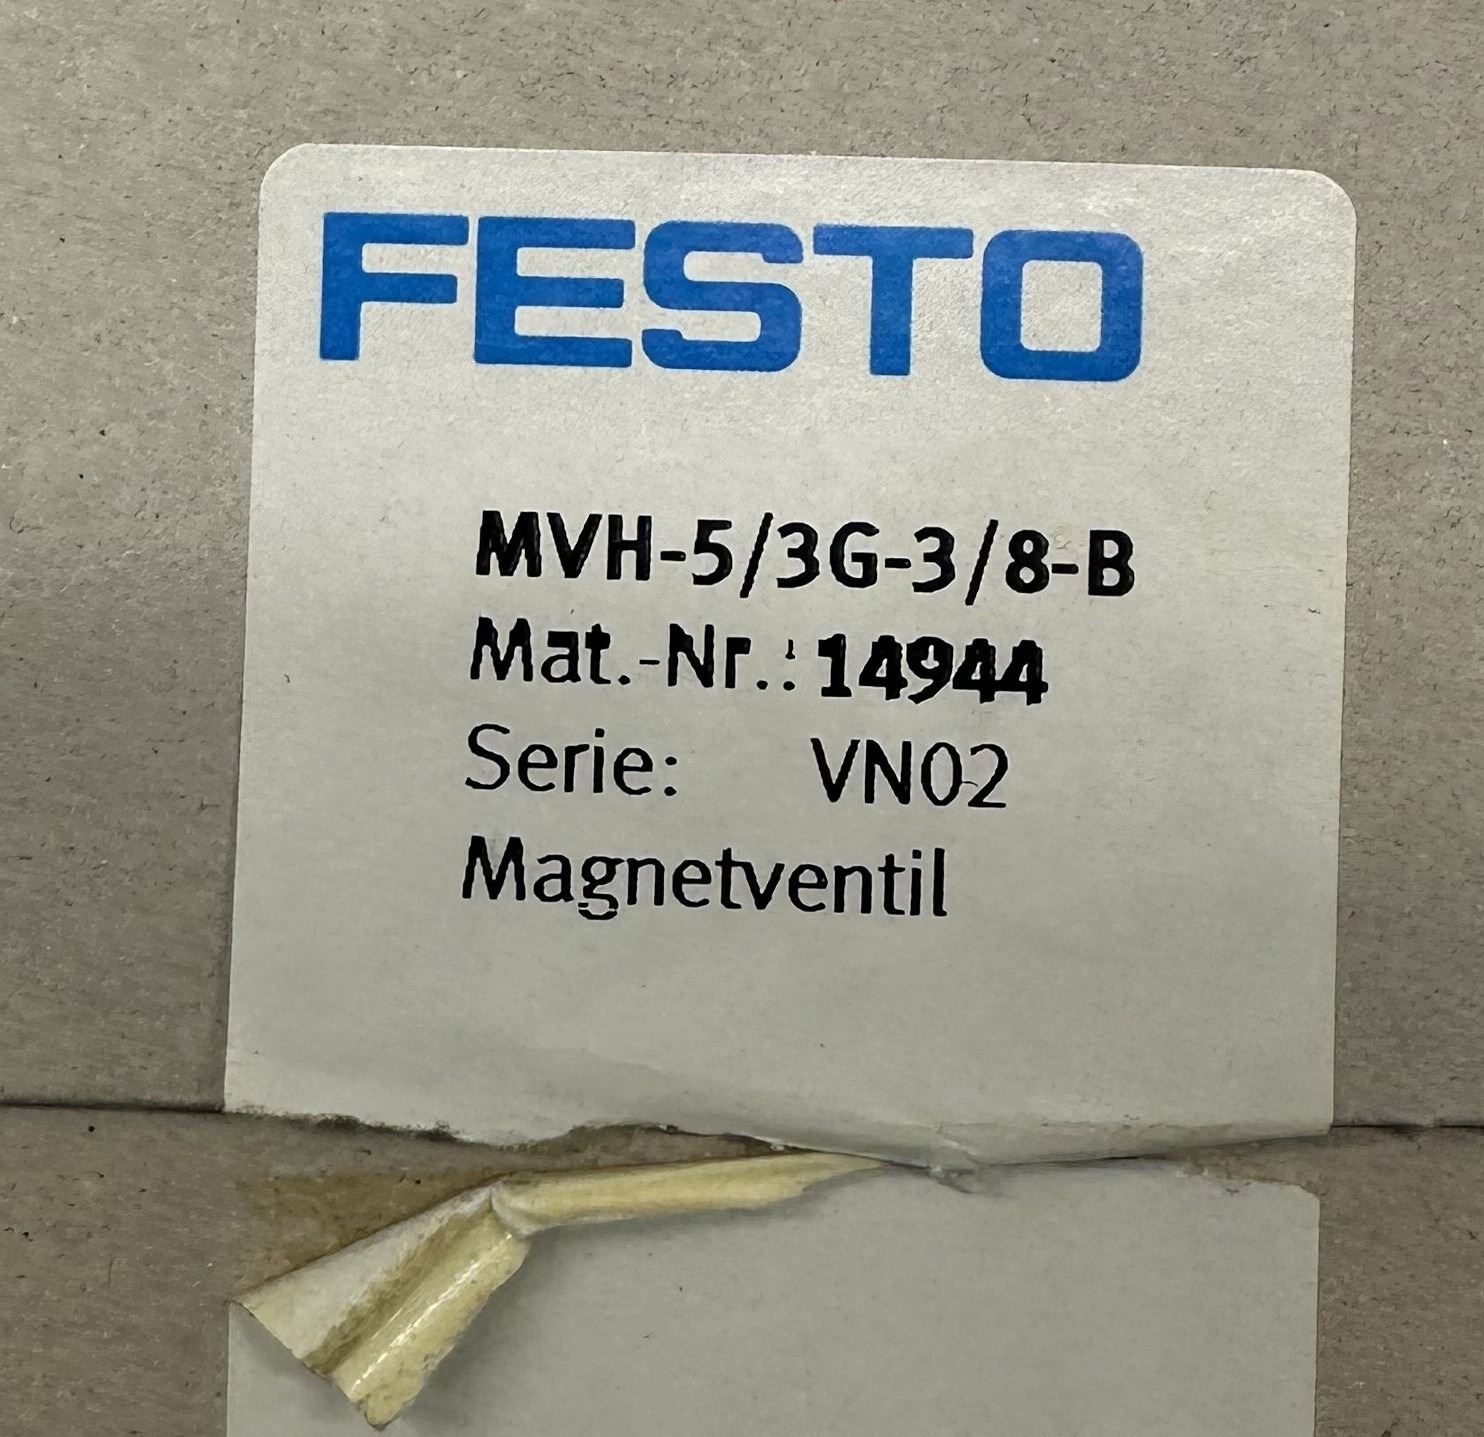 FESTO
MVH-5/3G-3/8-B
Mat.-Nr.: 14944
Serie: VN02
Magnetventil